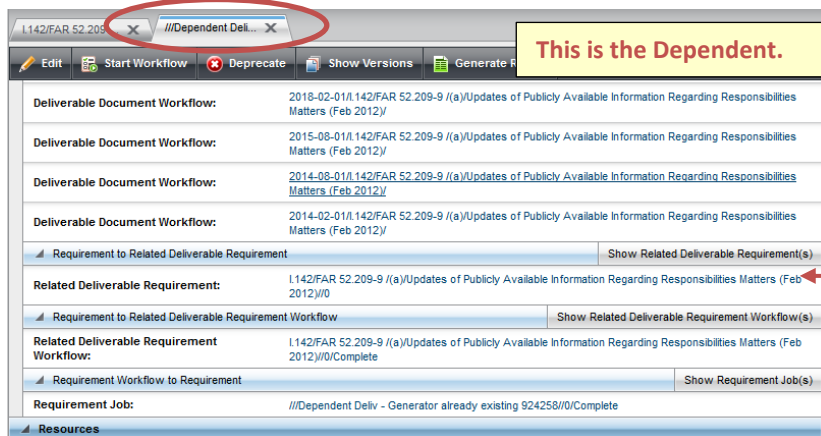 I.142/FAR 52.209... X ///Dependent Deli... X
This is the Dependent.
Edit Start Workflow Deprecate Show Versions Generate R
Deliverable Document Workflow: 2018-02-01/I.142/FAR 52.209-9 /(a)/Updates of Publicly Available Information Regarding Responsibilities
Matters (Feb 2012)/
Deliverable Document Workflow: 2015-08-01/I.142/FAR 52.209-9 /(a)/Updates of Publicly Available Information Regarding Responsibilities
Matters (Feb 2012)/
Deliverable Document Workflow: 2014-08-01/I.142/FAR 52.209-9 /(a)/Updates of Publicly Available Information Regarding Responsibilities
Matters (Feb 2012)/
Deliverable Document Workflow: 2014-02-01/I.142/FAR 52.209-9 /(a)/Updates of Publicly Available Information Regarding Responsibilities
Matters (Feb 2012)/
Requirement to Related Deliverable Requirement Show Related Deliverable Requirement(s)
Related Deliverable Requirement: I.142/FAR 52.209-9 /(a)/Updates of Publicly Available Information Regarding Responsibilities Matters (Feb
2012)//0
Requirement to Related Deliverable Requirement Workflow Show Related Deliverable Requirement Workflow(s)
Related Deliverable Requirement I.142/FAR 52.209-9 /(a)/Updates of Publicly Available Information Regarding Responsibilities Matters (Feb
Workflow: 2012)//0/Complete
Requirement Workflow to Requirement Show Requirement Job(s)
Requirement Job: ///Dependent Deliv - Generator already existing 924258//0/Complete
Resources